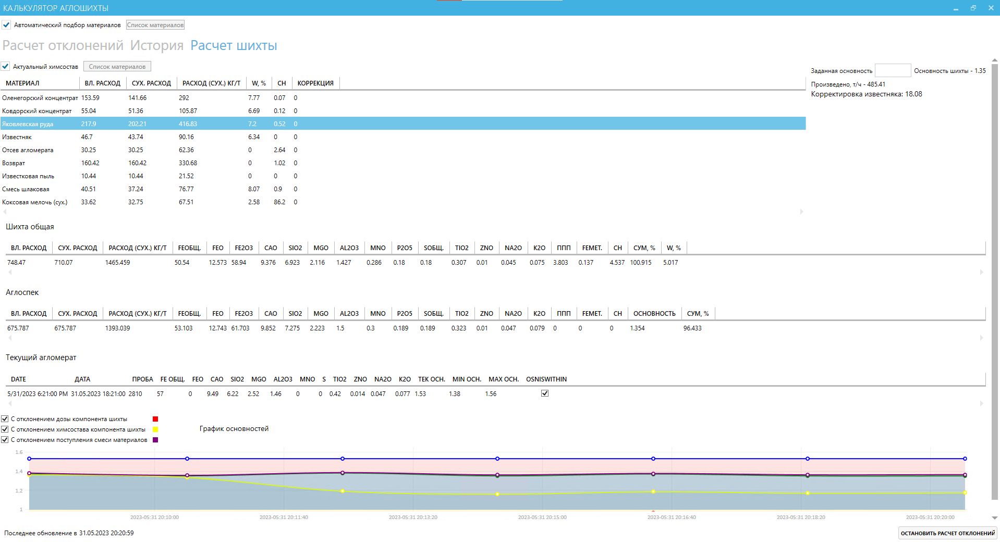 КАЛЬКУЛЯТОР АГЛОШИХТЫ
Автоматический подбор материалов Список материалов
Расчет отклонений История Расчет шихты
Актуальный химсостав Список материалов
Заданная основность Основность шихты - 1.35
Произведено, т/ч - 485.41
Корректировка известняка: 18.08
МАТЕРИАЛ ВЛ. РАСХОД СУХ. РАСХОД РАСХОД (СУХ.) КГ/Т W, % СН КОРРЕКЦИЯ
Оленегорский концентрат 153.59 141.66 292 7.77 0.07 0
Ковдорский концентрат 55.04 51.36 105.87 6.69 0.12 0
Яковлевская руда 217.9 202.21 416.83 7.2 0.52 0
Известняк 46.7 43.74 90.16 6.34 0 0
Отсев агломерата 30.25 30.25 62.36 0 2.64 0
Возврат 160.42 160.42 330.68 0 1.02 0
Известковая пыль 10.44 10.44 21.52 0 0 0
Смесь шлаковая 40.51 37.24 76.77 8.07 0.9 0
Коксовая мелочь (сух.) 33.62 32.75 67.51 2.58 86.2 0
Шихта общая
ВЛ. РАСХОД СУХ. РАСХОД РАСХОД (СУХ.) КГ/Т FEОБЩ. FEO FE2O3 CAO SIO2 MGO AL2O3 MNO P2O5 SОБЩ. TIO2 ZNO NA2O K2O ППП FEМЕТ. СН СУМ, % W, %
748.47 710.07 1465.459 50.54 12.573 58.94 9.376 6.923 2.116 1.427 0.286 0.18 0.18 0.307 0.01 0.045 0.075 3.803 0.137 4.537 100.915 5.017
Аглоспек
ВЛ. РАСХОД СУХ. РАСХОД РАСХОД (СУХ.) КГ/Т FEОБЩ. FEO FE2O3 CAO SIO2 MGO AL2O3 MNO P2O5 SОБЩ. TIO2 ZNO NA2O K2O ППП FEМЕТ. СН ОСНОВНОСТЬ СУМ, %
675.787 675.787 1393.039 53.103 12.743 61.703 9.852 7.275 2.223 1.5 0.3 0.189 0.189 0.323 0.01 0.047 0.079 0 0 0 1.354 96.433
Текущий агломерат
DATE ДАТА ПРОБА FE ОБЩ. FEO CAO SIO2 MGO AL2O3 MNO S TIO2 ZNO NA2O K2O ТЕК ОСН. MIN ОСН. MAX ОСН. OSNISWITHIN
5/31/2023 6:21:00 PM 31.05.2023 18:21:00 2810 57 0 9.49 6.22 2.52 1.46 0 0 0.42 0.014 0.047 0.077 1.53 1.38 1.56
С отклонением дозы компонента шихты
С отклонением химсостава компонента шихты
С отклонением поступления смеси материалов
График основностей
1.6
1.4
1.2
1
2023-05:31 20:10:00 2023-05:31 20:11:40 2023-05:31 20:13:20 2023-05:31 20:15:00 2023-05:31 20:16:40 2023-05:31 20:18:20 2023-05:31 20:20:00
Последнее обновление в 31.05.2023 20:20:59
ОСТАНОВИТЬ РАСЧЕТ ОТКЛОНЕНИЙ